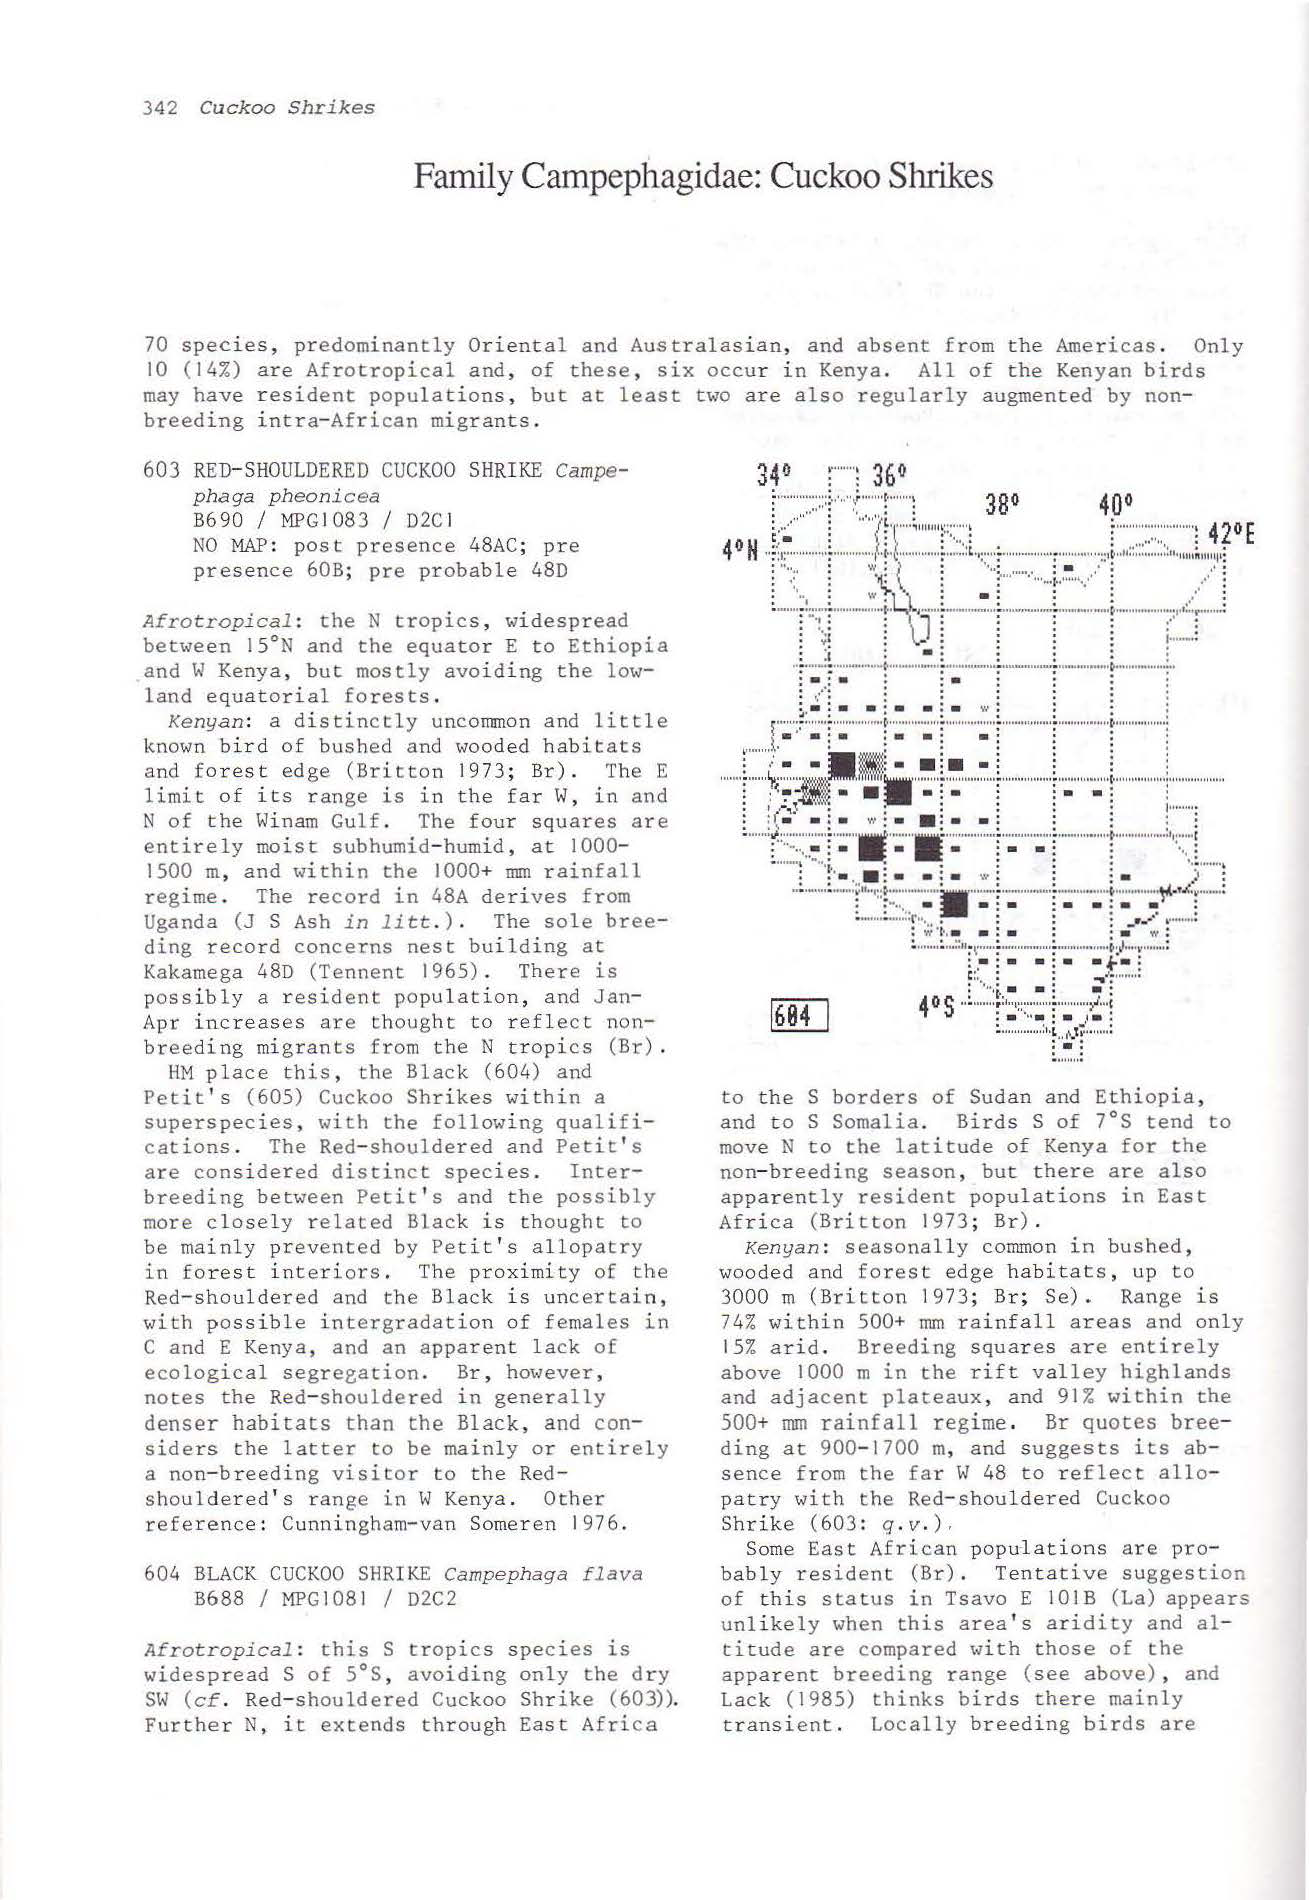 342 Cuckoo Shrikes
Family Campephagidae: Cuckoo Shrikes
70 species, predominantly Oriental and Australasian, and absent from the Americas. Only
10 (14%) are Afrotropical and, of these, six occur in Kenya. All of the Kenyan birds
may have resident populations, but at least two are also regularly augmented by non-
breeding intra-African migrants.
603 RED-SHOULDERED CUCKOO SHRIKE Campe-
phaga pheonicea
B690 / MPG1083 / D2C1
NO MAP: post presence 48AC; pre
presence 60B; pre probable 48D
Afrotropical: the N tropics, widespread
between 15°N and the equator E to Ethiopia
and W Kenya, but mostly avoiding the low-
land equatorial forests.
Kenyan: a distinctly uncommon and little
known bird of bushed and wooded habitats
and forest edge (Britton 1973; Br). The E
limit of its range is in the far W, in and
N of the Winam Gulf. The four squares are
entirely moist subhumid-humid, at 1000-
1500 m, and within the 1000+ mm rainfall
regime. The record in 48A derives from
Uganda (J S Ash in litt.). The sole bree-
ding record concerns nest building at
Kakamega 48D (Tennent 1965). There is
possibly a resident population, and Jan-
Apr increases are thought to reflect non-
breeding migrants from the N tropics (Br).
HM place this, the Black (604) and
Petit's (605) Cuckoo Shrikes within a
superspecies, with the following qualifi-
cations. The Red-shouldered and Petit's
are considered distinct species. Inter-
breeding between Petit's and the possibly
more closely related Black is thought to
be mainly prevented by Petit's allopatry
in forest interiors. The proximity of the
Red-shouldered and the Black is uncertain,
with possible intergradation of females in
C and E Kenya, and an apparent lack of
ecological segregation. Br, however,
notes the Red-shouldered in generally
denser habitats than the Black, and con-
siders the latter to be mainly or entirely
a non-breeding visitor to the Red-
shouldered's range in W Kenya. Other
reference: Cunningham-van Someren 1976.
604 BLACK CUCKOO SHRIKE Campephaga flava
B688 / MPG1081 / D2C2
Afrotropical: this S tropics species is
widespread S of 5°S, avoiding only the dry
SW (cf. Red-shouldered Cuckoo Shrike (603)).
Further N, it extends through East Africa
34° 36°
38° 40°
4°N 42°E
4°S
604
to the S borders of Sudan and Ethiopia,
and to S Somalia. Birds S of 7°S tend to
move N to the latitude of Kenya for the
non-breeding season, but there are also
apparently resident populations in East
Africa (Britton 1973; Br).
Kenyan: seasonally common in bushed,
wooded and forest edge habitats, up to
3000 m (Britton 1973; Br; Se). Range is
74% within 500+ mm rainfall areas and only
15% arid. Breeding squares are entirely
above 1000 m in the rift valley highlands
and adjacent plateaux, and 91% within the
500+ mm rainfall regime. Br quotes bree-
ding at 900-1700 m, and suggests its ab-
sence from the far W 48 to reflect allo-
patry with the Red-shouldered Cuckoo
Shrike (603: q.v.).
Some East African populations are pro-
bably resident (Br). Tentative suggestion
of this status in Tsavo E 101B (La) appears
unlikely when this area's aridity and al-
titude are compared with those of the
apparent breeding range (see above), and
Lack (1985) thinks birds there mainly
transient. Locally breeding birds are